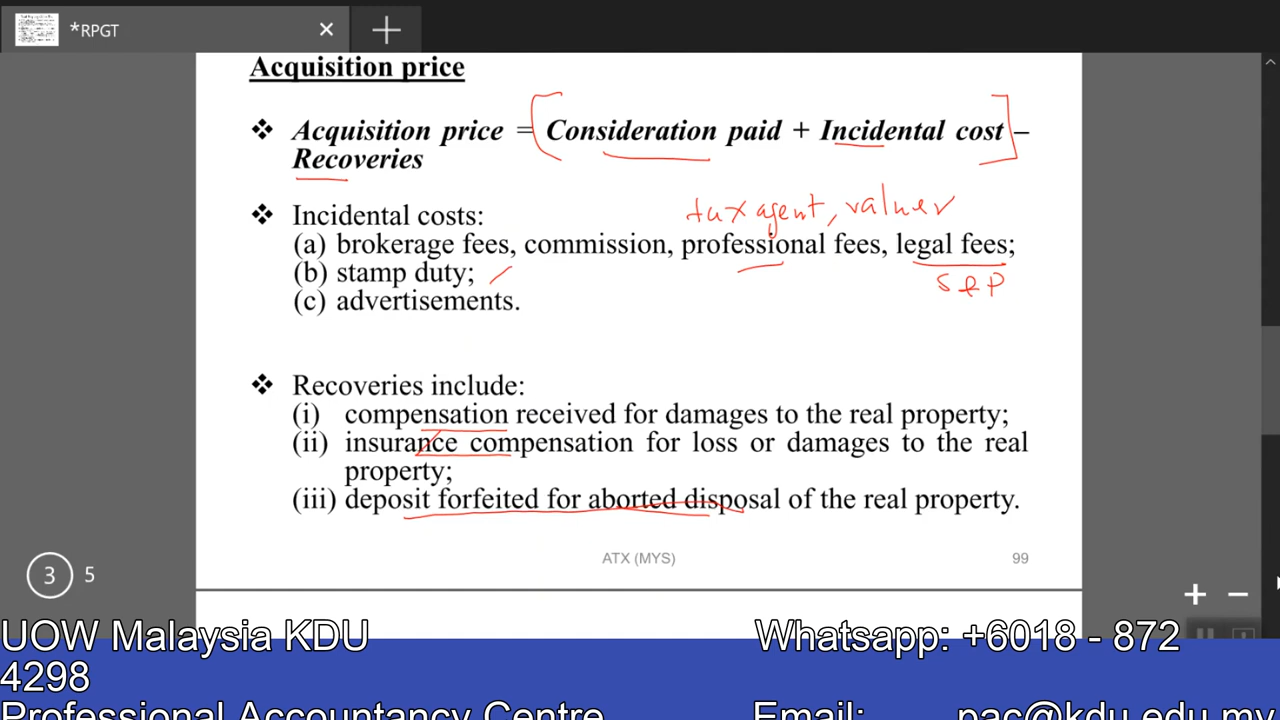 *RPGT
Acquisition price
❖ Acquisition price = Consideration paid + Incidental cost –
Recoveries
tax agent, valuer
❖ Incidental costs:
(a) brokerage fees, commission, professional fees, legal fees;
S & P
(b) stamp duty;
(c) advertisements.
❖ Recoveries include:
(i) compensation received for damages to the real property;
(ii) insurance compensation for loss or damages to the real
property;
(iii) deposit forfeited for aborted disposal of the real property.
ATX (MYS) 99
3 5
UOW Malaysia KDU Whatsapp: +6018 - 872
4298
Professional Accountancy Centre Email: pac@kdu.edu.my